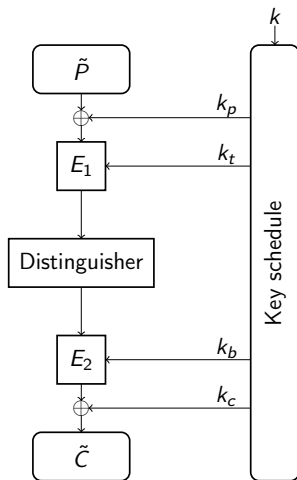 k
P̃
k_p
E_1
k_t
Distinguisher
Key schedule
E_2
k_b
k_c
C̃